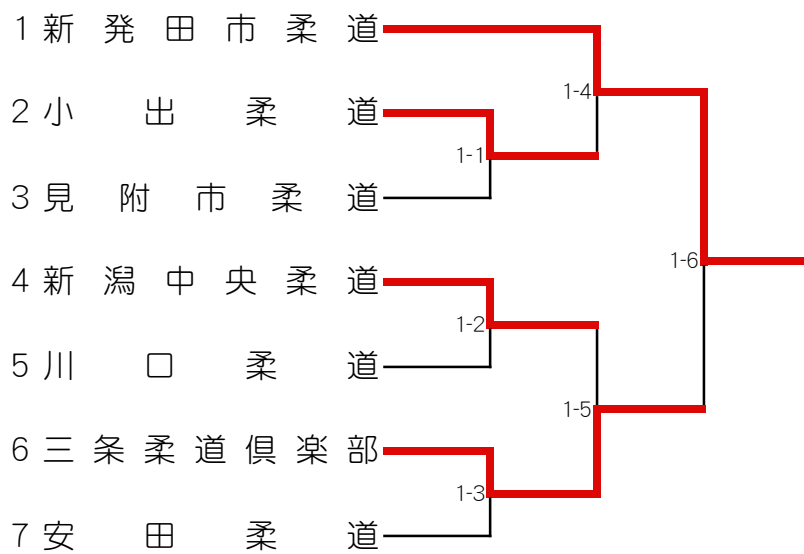 1 新発田市柔道
1-4
2 小出柔道
1-1
3 見附市柔道
1-6
4 新潟中央柔道
1-2
5 川口柔道
1-5
6 三条柔道倶楽部
1-3
7 安田柔道